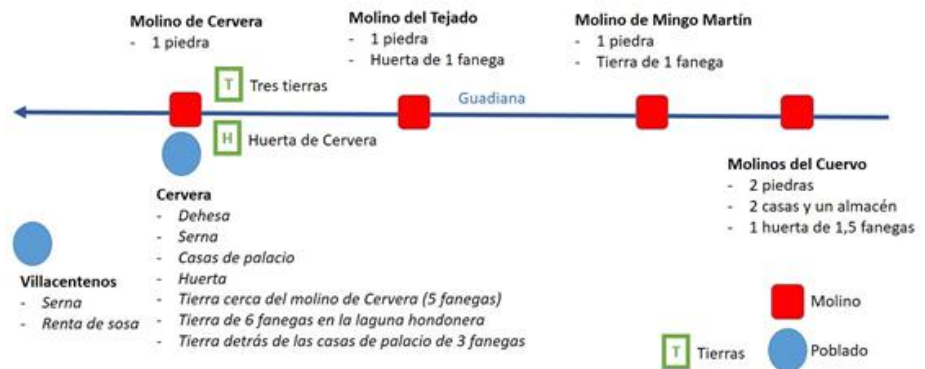 Molino de Cervera
- 1 piedra
Molino del Tejado
- 1 piedra
- Huerta de 1 fanega
Molino de Mingo Martín
- 1 piedra
- Tierra de 1 fanega
T Tres tierras
Guadiana
H Huerta de Cervera
Molinos del Cuervo
- 2 piedras
- 2 casas y un almacén
- 1 huerta de 1,5 fanegas
Cervera
- Dehesa
- Serna
- Casas de palacio
- Huerta
- Tierra cerca del molino de Cervera (5 fanegas)
- Tierra de 6 fanegas en la laguna hondonera
- Tierra detrás de las casas de palacio de 3 fanegas
Villacentenos
- Serna
- Renta de sosa
Molino
T Tierras
Poblado